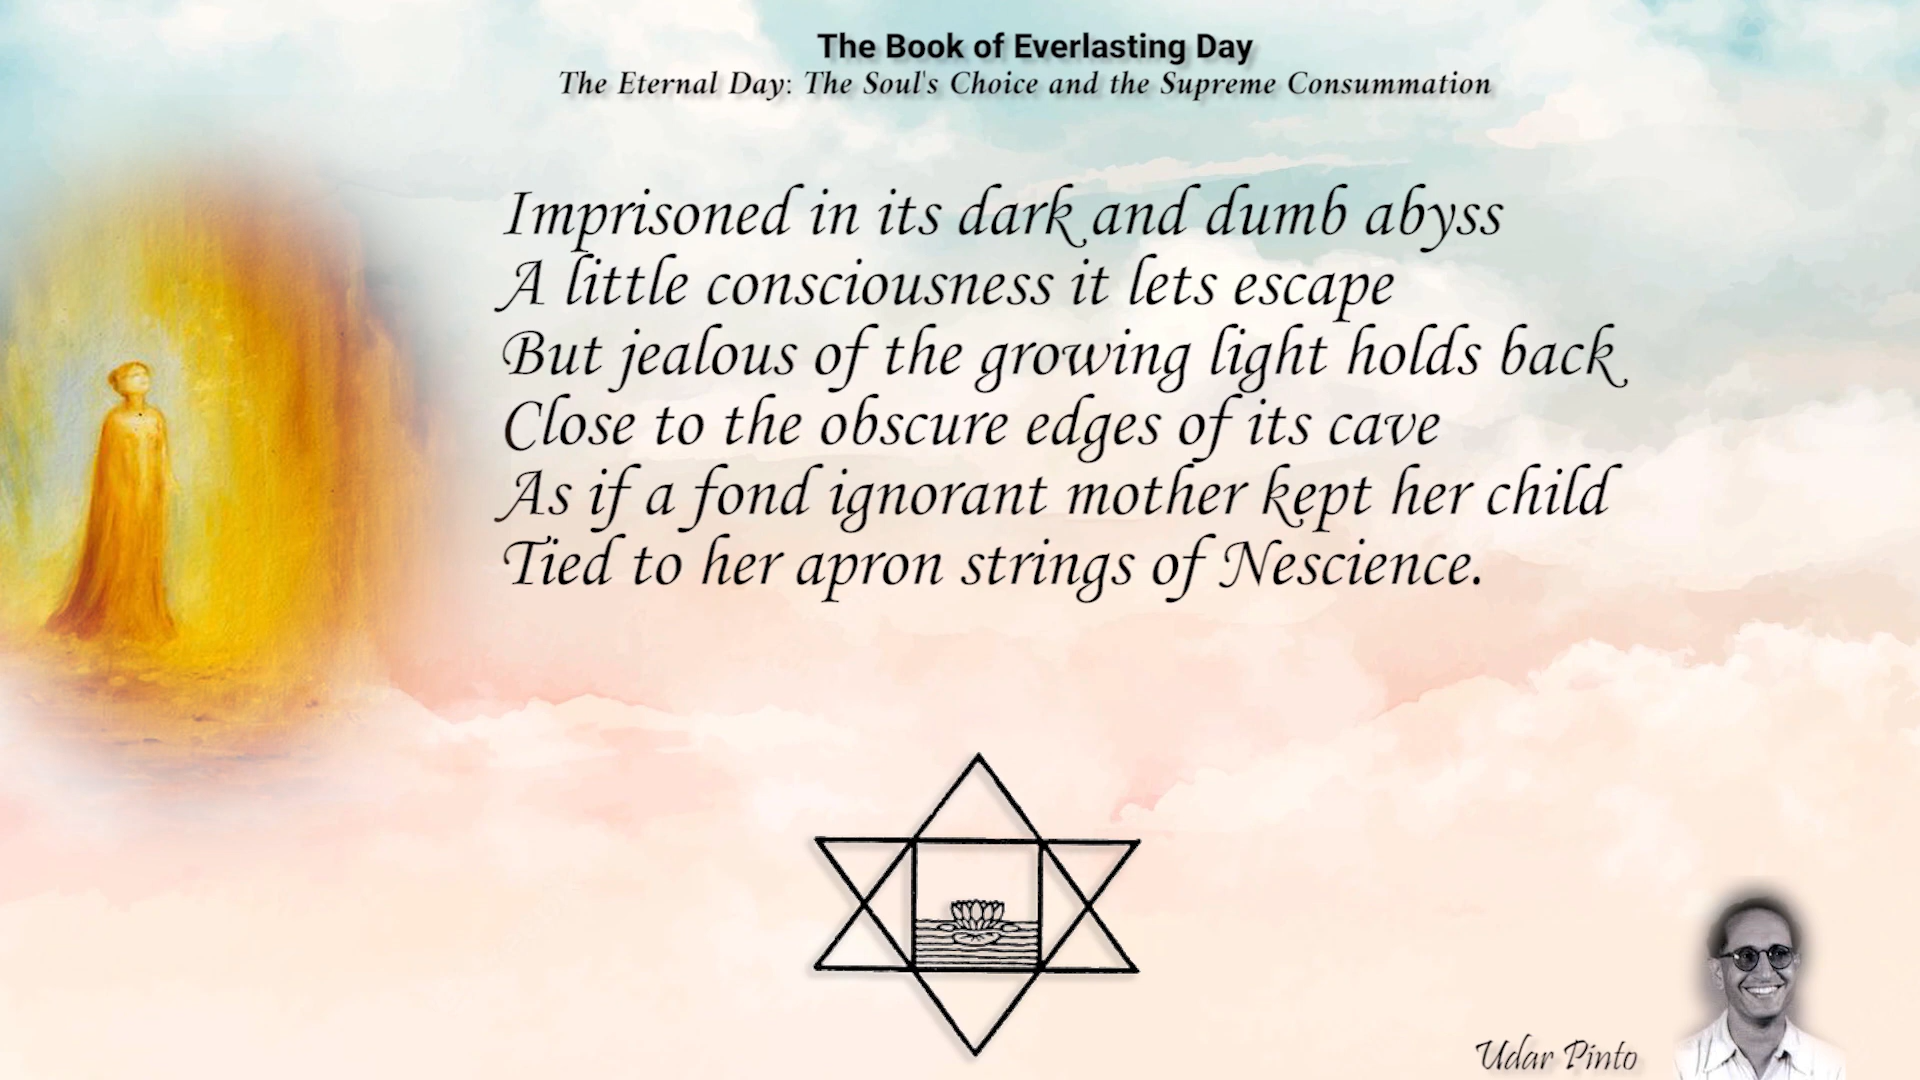 The Book of Everlasting Day
The Eternal Day: The Soul's Choice and the Supreme Consummation
Imprisoned in its dark and dumb abyss
A little consciousness it lets escape
But jealous of the growing light holds back
Close to the obscure edges of its cave
As if a fond ignorant mother kept her child
Tied to her apron strings of Nescience.
Udar Pinto